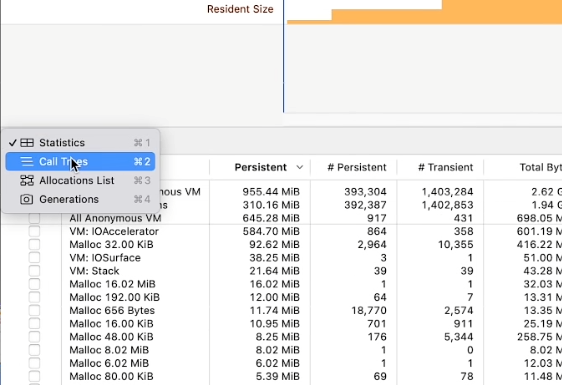 Resident Size
✓ Statistics ⌘ 1
Call Trees ⌘ 2
Allocations List ⌘ 3
Generations ⌘ 4
Persistent # Persistent # Transient Total Byt
nous VM 955.44 MiB 393,304 1,403,284 2.62 G
ns 310.16 MiB 392,387 1,402,853 1.94 G
All Anonymous VM 645.28 MiB 917 431 698.05 M
VM: IOAccelerator 584.70 MiB 864 358 601.19 M
Malloc 32.00 KiB 92.62 MiB 2,964 10,355 416.22 M
VM: IOSurface 38.25 MiB 3 1 51.00 M
VM: Stack 21.64 MiB 39 39 43.28 M
Malloc 16.02 MiB 16.02 MiB 1 1 32.03 M
Malloc 192.00 KiB 12.00 MiB 64 7 13.31 M
Malloc 656 Bytes 11.74 MiB 18,770 2,574 13.35 M
Malloc 16.00 KiB 10.95 MiB 701 911 25.19 M
Malloc 48.00 KiB 8.25 MiB 176 5,344 258.75 M
Malloc 8.02 MiB 8.02 MiB 1 0 8.02 M
Malloc 6.02 MiB 6.02 MiB 1 1 12.03 M
Malloc 80.00 KiB 5.39 MiB 69 78 11.48 M